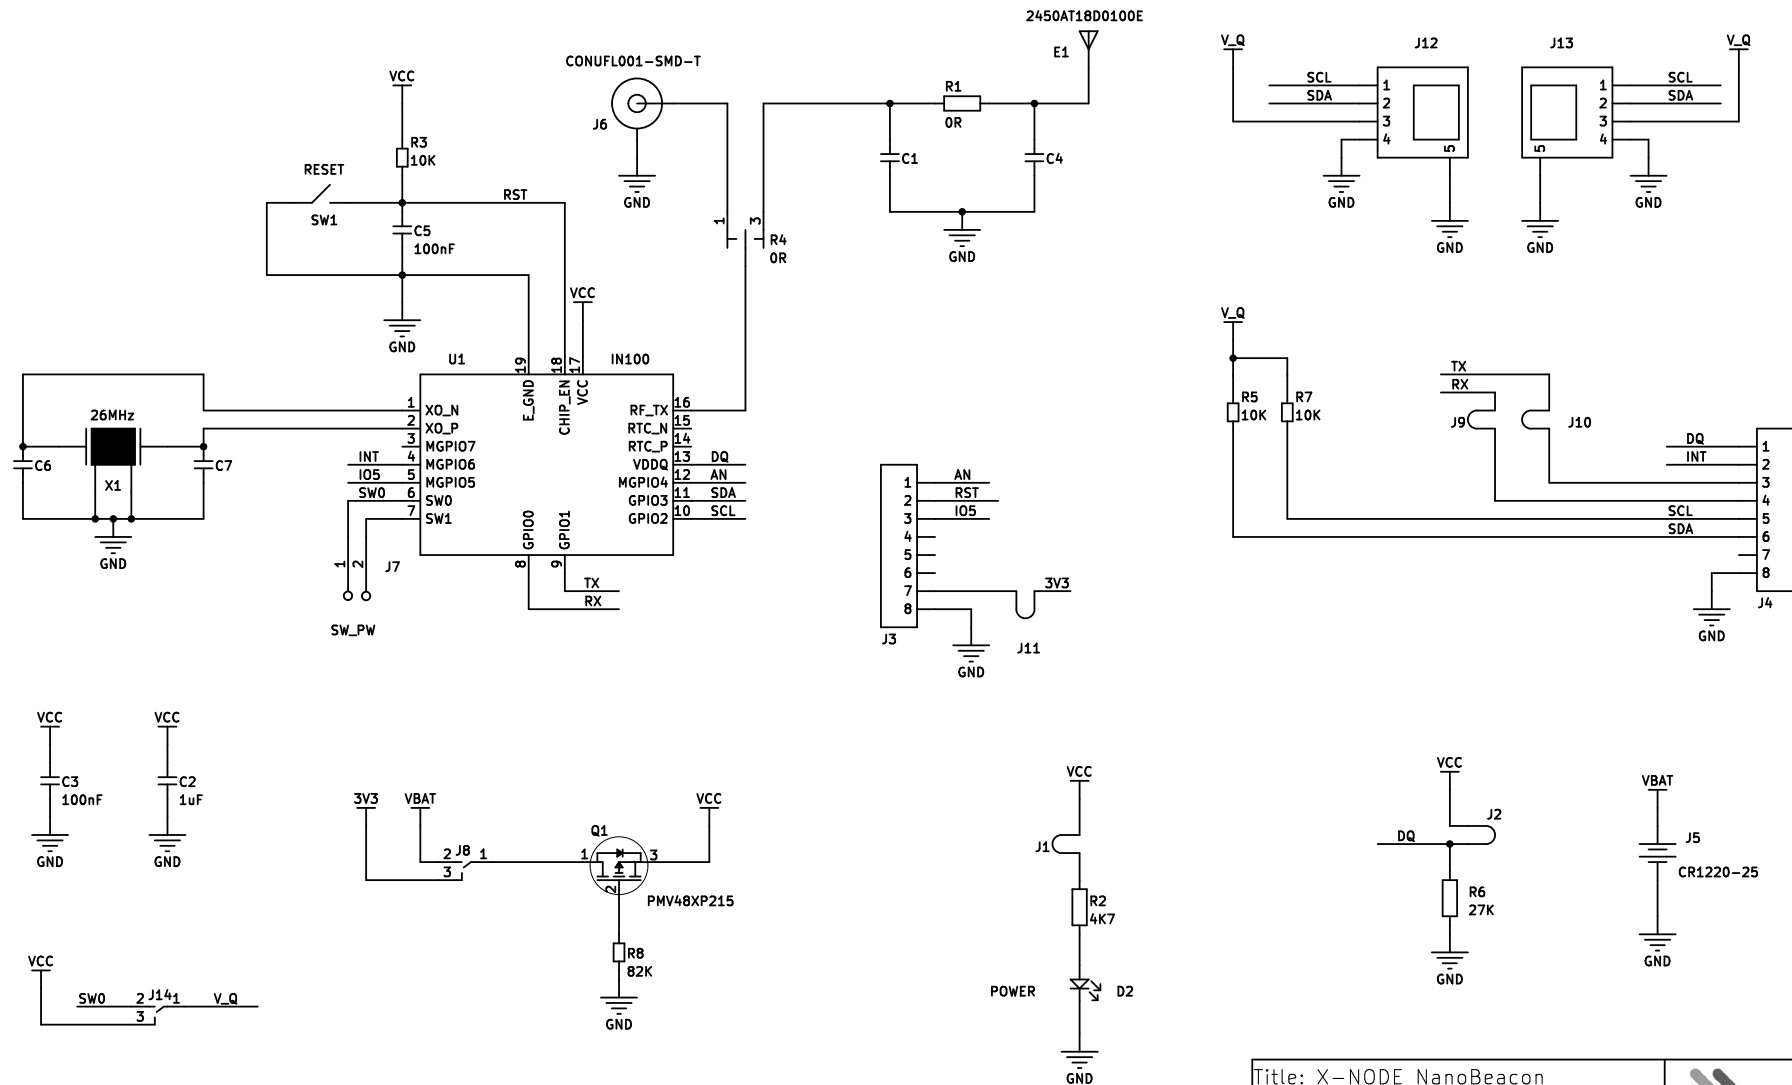 2450AT18D0100E
E1
CONUFL001-SMD-T
J6
GND
VCC
R3
10K
RESET
SW1
RST
C5
100nF
GND
R1
0R
C1
C4
GND
1
3
R4
0R
V_Q
J12
SCL
SDA
1
2
3
4
5
GND
GND
J13
V_Q
1
2
3
4
5
SCL
SDA
GND
GND
VCC
U1
IN100
19
18
17
E_GND
CHIP_EN
VCC
1 XO_N
2 XO_P
3 MGPIO7
INT 4 MGPIO6
IO5 5 MGPIO5
SW0 6 SW0
7 SW1
RF_TX 16
RTC_N 15
RTC_P 14
VDDQ 13 DQ
MGPIO4 12 AN
GPIO3 11 SDA
GPIO2 10 SCL
GPIO0
GPIO1
8
9
TX
RX
1
2
J7
SW_PW
26MHz
C6
C7
X1
GND
1 AN
2 RST
3 IO5
4
5
6
7 3V3
8
J3
GND
J11
V_Q
R5
10K
R7
10K
TX
RX
J9
J10
DQ 1
INT 2
3
4
SCL 5
SDA 6
7
8
GND
J4
VCC
C3
100nF
GND
VCC
C2
1uF
GND
3V3
VBAT
2 J8 1
3
Q1
1
3
2
VCC
PMV48XP215
R8
82K
GND
VCC
J1
R2
4K7
POWER
D2
GND
VCC
J2
DQ
R6
27K
GND
VBAT
J5
CR1220-25
GND
VCC
SW0 2 J14 1 V_Q
3
Title: X-NODE NanoBeacon